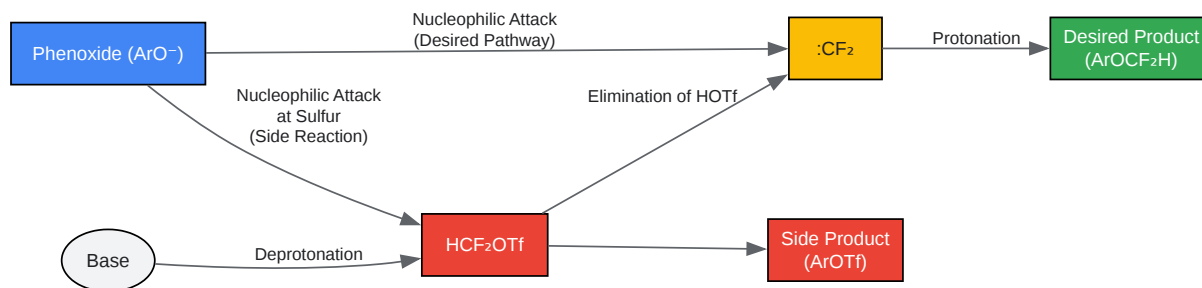 Nucleophilic Attack
(Desired Pathway)
Phenoxide (ArO⁻)
:CF₂
Protonation
Desired Product
(ArOCF₂H)
Nucleophilic Attack
at Sulfur
(Side Reaction)
Elimination of HOTf
Base
Deprotonation
HCF₂OTf
Side Product
(ArOTf)